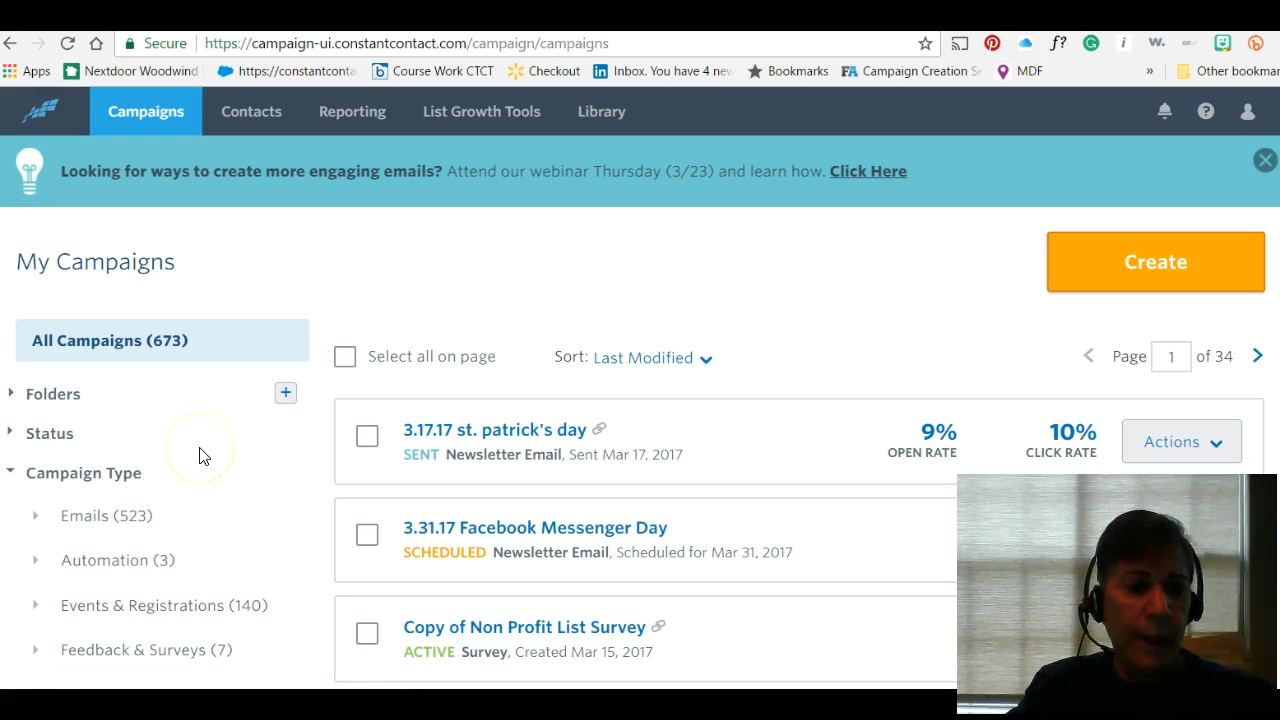 Secure https://campaign-ui.constantcontact.com/campaign/campaigns
Apps Nextdoor Woodwind https://constantconta Course Work CTCT Checkout Inbox. You have 4 new Bookmarks Campaign Creation Se MDF » Other bookmar
Campaigns Contacts Reporting List Growth Tools Library
Looking for ways to create more engaging emails? Attend our webinar Thursday (3/23) and learn how. Click Here
My Campaigns
Create
All Campaigns (673)
Select all on page Sort: Last Modified Page 1 of 34
Folders +
Status
Campaign Type
Emails (523)
Automation (3)
Events & Registrations (140)
Feedback & Surveys (7)
3.17.17 st. patrick's day 9% 10% Actions
SENT Newsletter Email, Sent Mar 17, 2017 OPEN RATE CLICK RATE
3.31.17 Facebook Messenger Day
SCHEDULED Newsletter Email, Scheduled for Mar 31, 2017
Copy of Non Profit List Survey
ACTIVE Survey, Created Mar 15, 2017